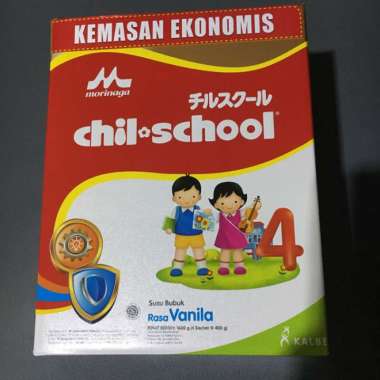 KEMASAN EKONOMIS
morinaga
チルスクール
chil school
4
Susu Bubuk
Rasa Vanila
KALBE